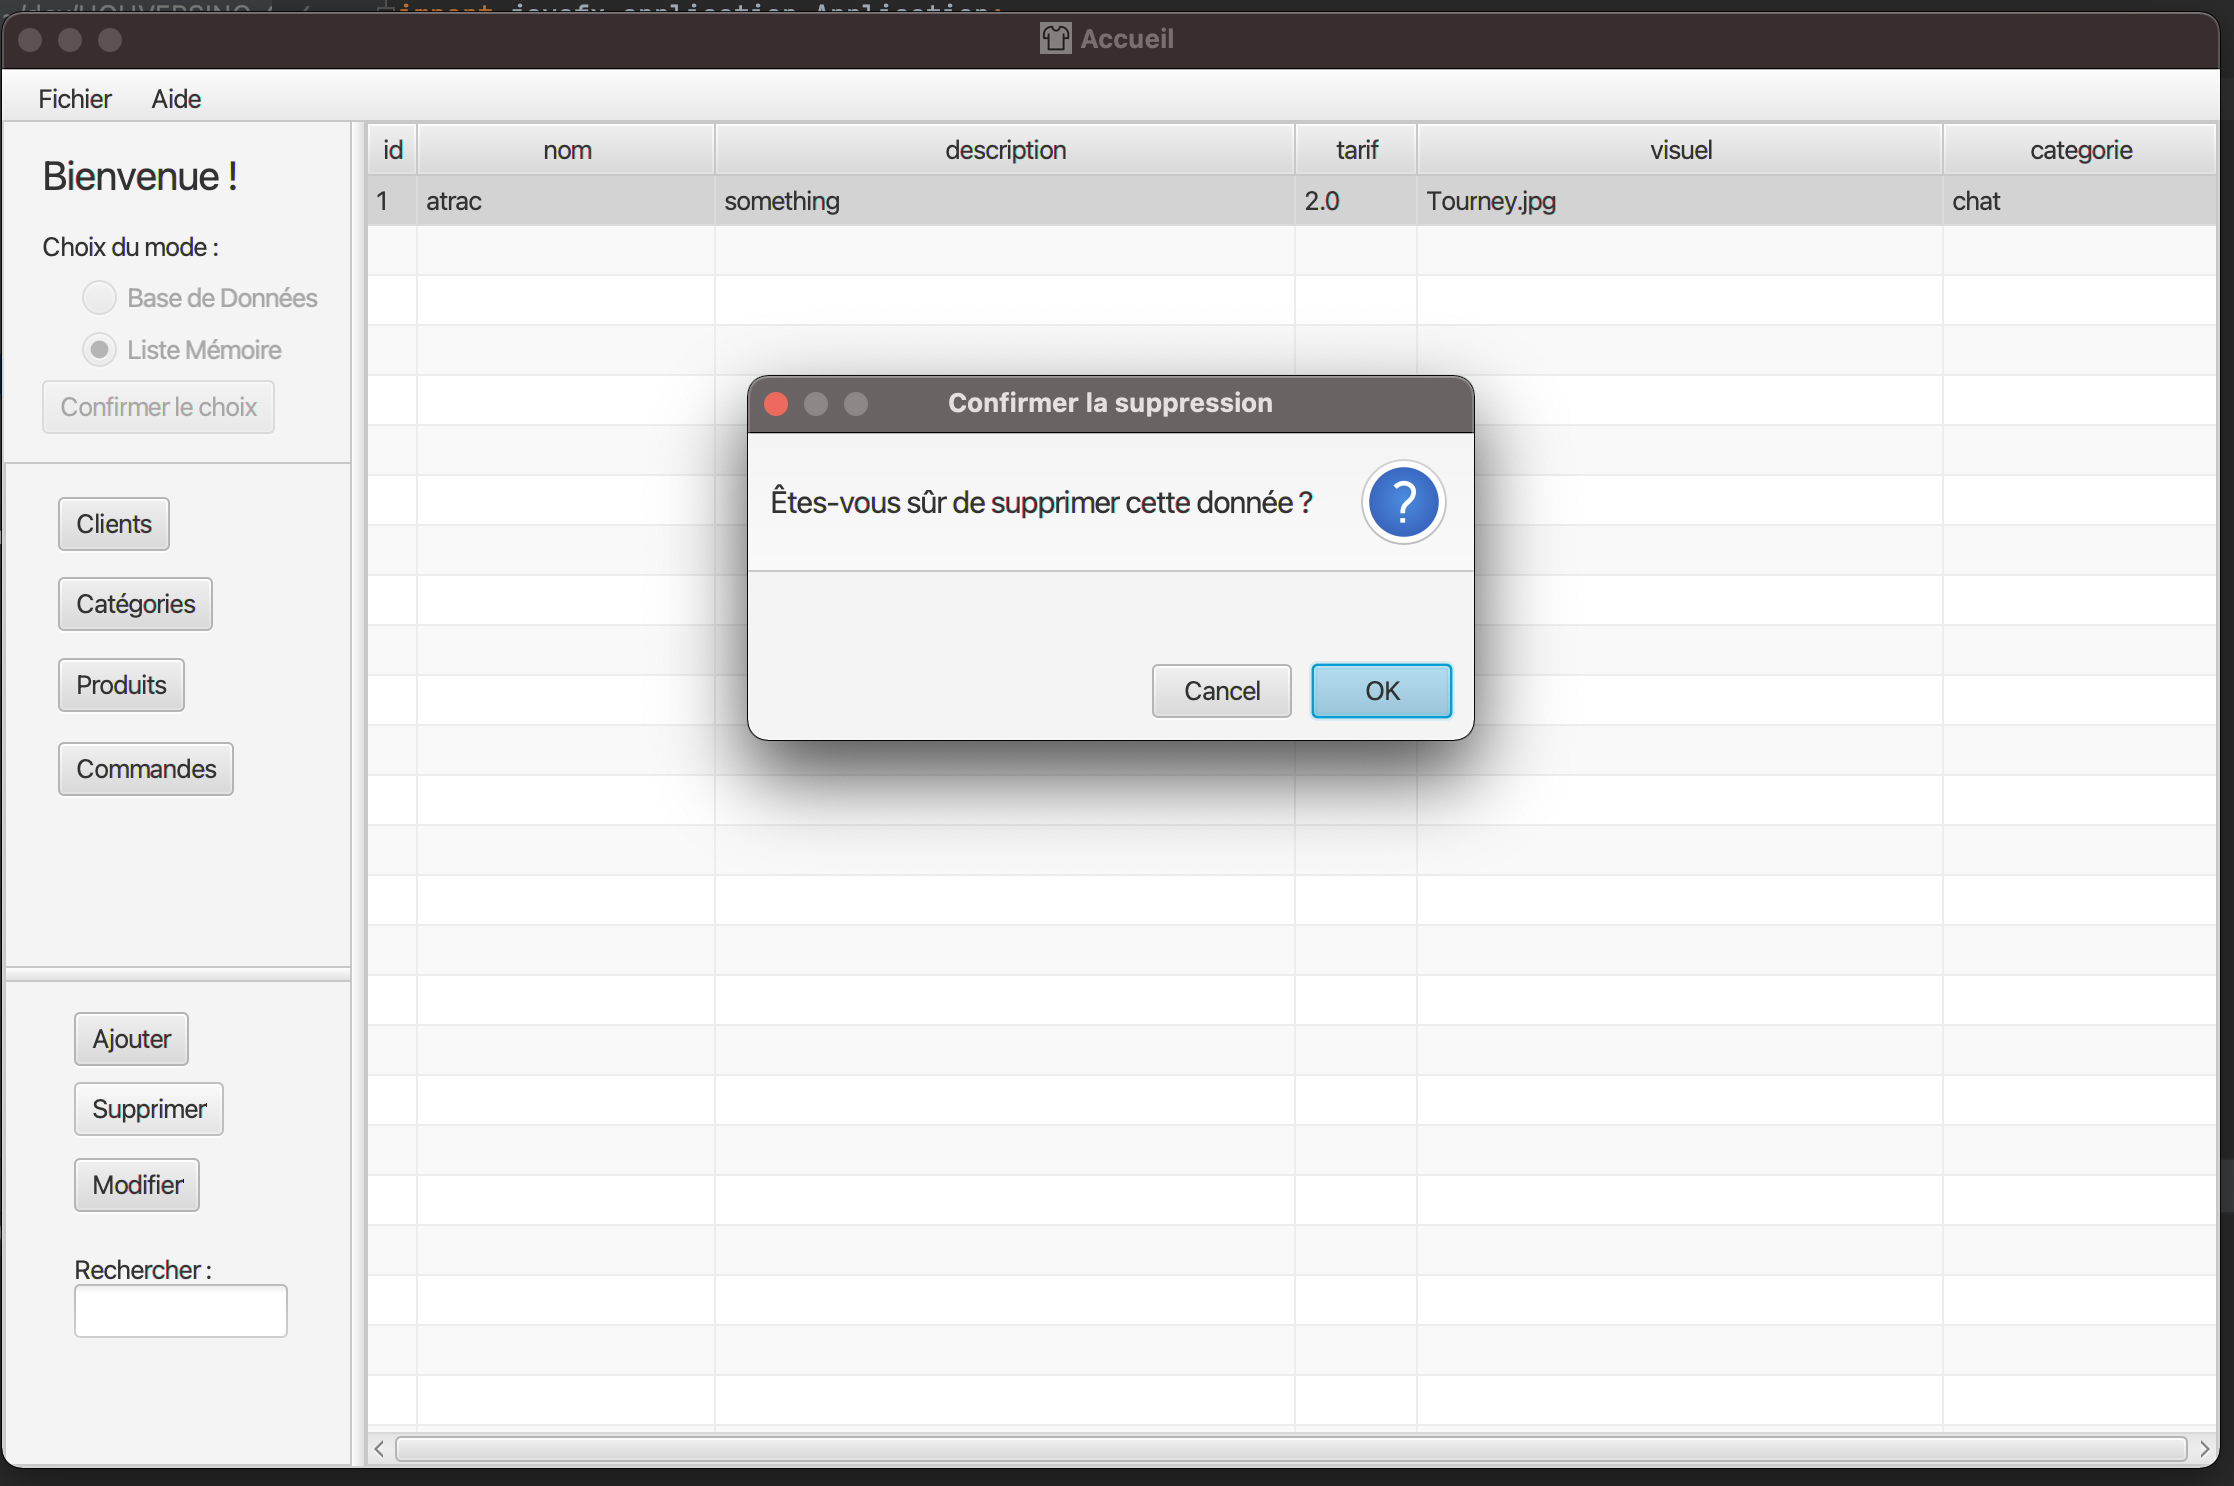 Accueil
Fichier Aide
Bienvenue !
Choix du mode :
Base de Données
Liste Mémoire
Confirmer le choix
Clients
Catégories
Produits
Commandes
Ajouter
Supprimer
Modifier
Rechercher :
id nom description tarif visuel categorie
1 atrac something 2.0 Tourney.jpg chat
Confirmer la suppression
Êtes-vous sûr de supprimer cette donnée ?
?
Cancel OK